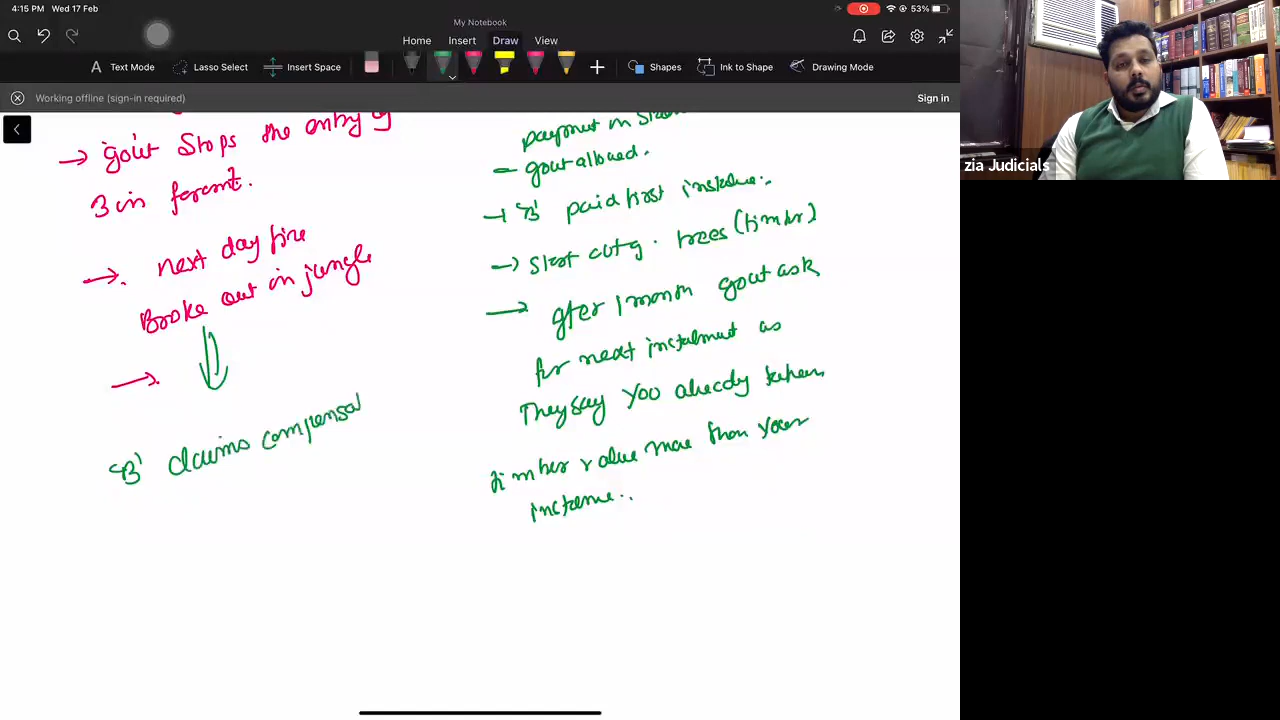 4:15 PM Wed 17 Feb
53%
My Notebook
Home Insert Draw View
Text Mode Lasso Select Insert Space Shapes Ink to Shape Drawing Mode
Working offline (sign-in required) Sign in
zia Judicials
→ govt stops the entry of
B in forest.
→ next day fire
Broke out in jungle
→
'B' claims compensat
payment in
- govt allowed.
→ 'B' paid first
→ Start cutg. trees (timber)
→ after 1 month govt ask
for next instalment as
They say You already taken
timber value more than your
instalme..